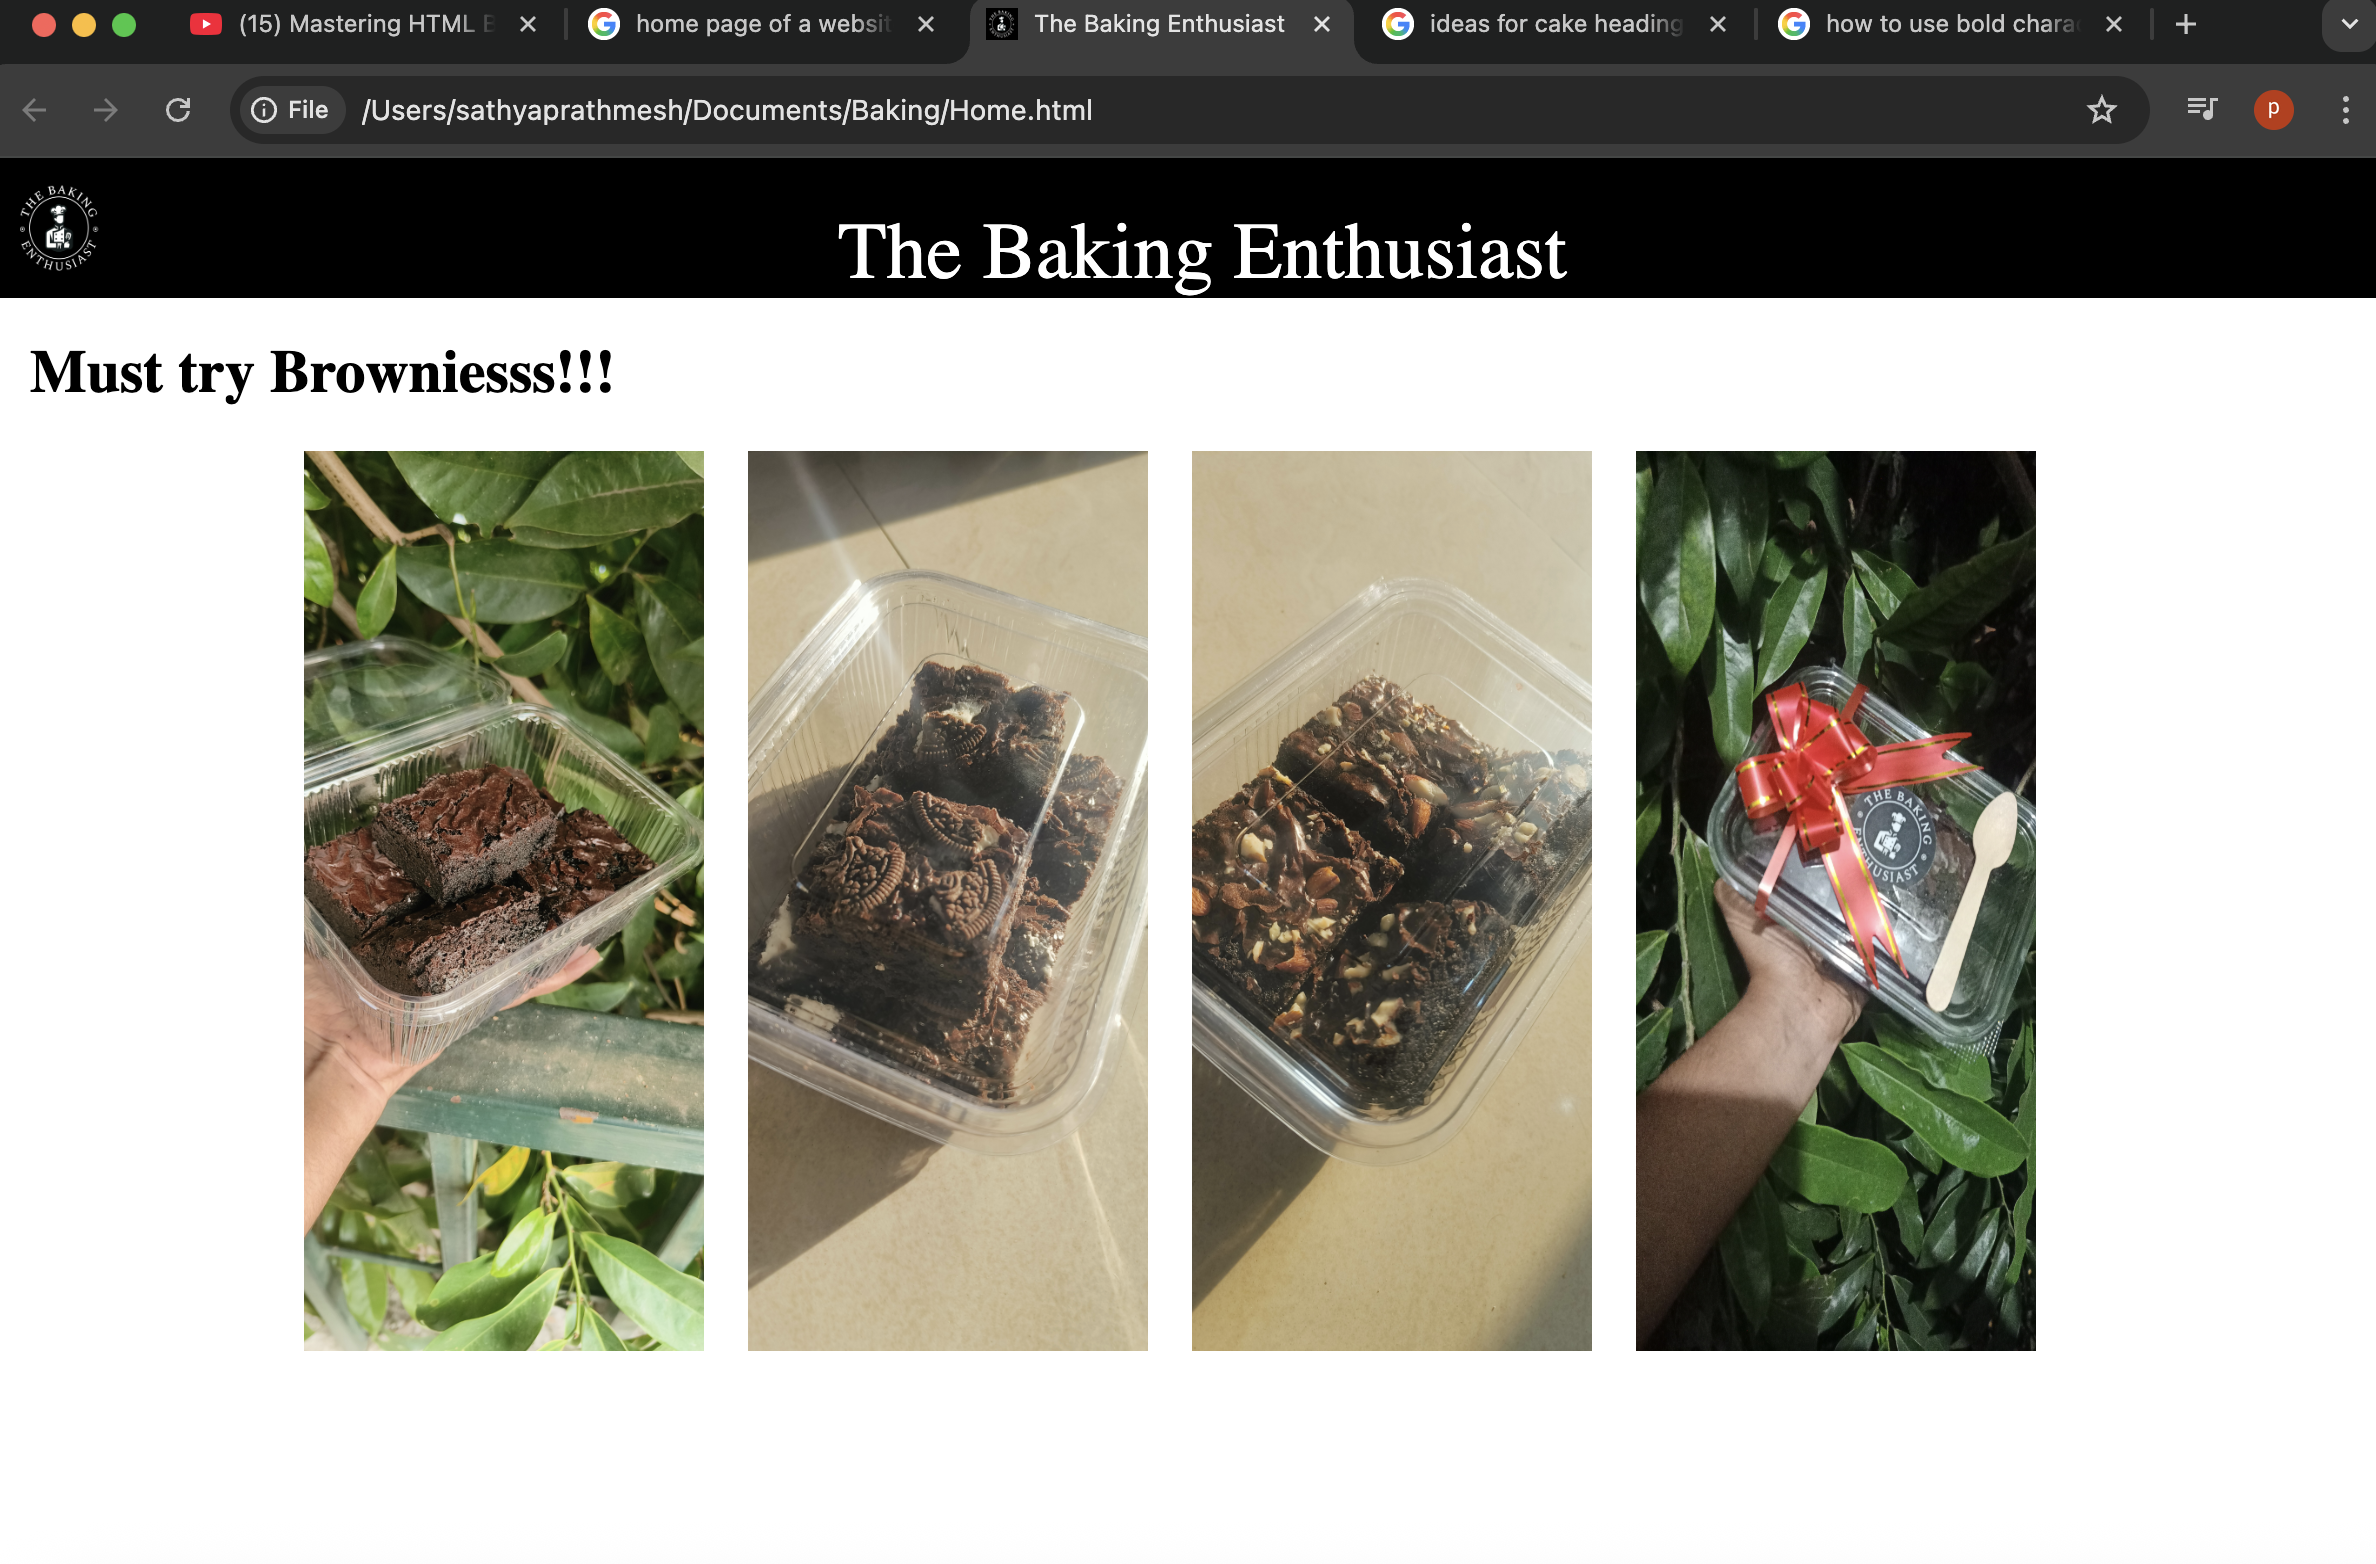 (15) Mastering HTML
home page of a websit
The Baking Enthusiast
ideas for cake heading
how to use bold chara
File
/Users/sathyaprathmesh/Documents/Baking/Home.html
p
THE BAKING
ENTHUSIAST
The Baking Enthusiast
Must try Browniesss!!!
THE BAKING
ENTHUSIAST